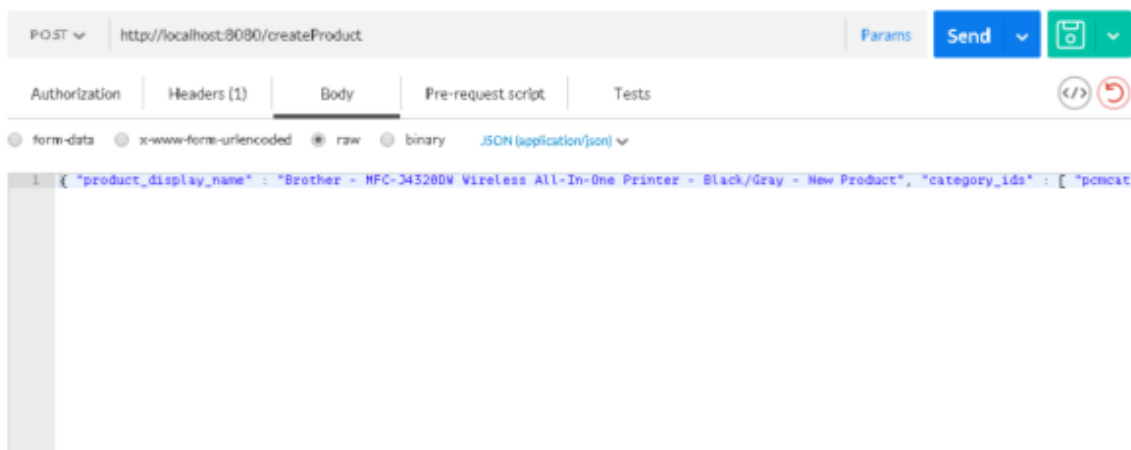 POST http://localhost:8080/createProduct Params Send
Authorization Headers (1) Body Pre-request script Tests
form-data x-www-form-urlencoded raw binary JSON (application/json)
1 { "product_display_name" : "Brother - MFC-J4320DW Wireless All-In-One Printer - Black/Gray - New Product", "category_ids" : [ "pcmcat